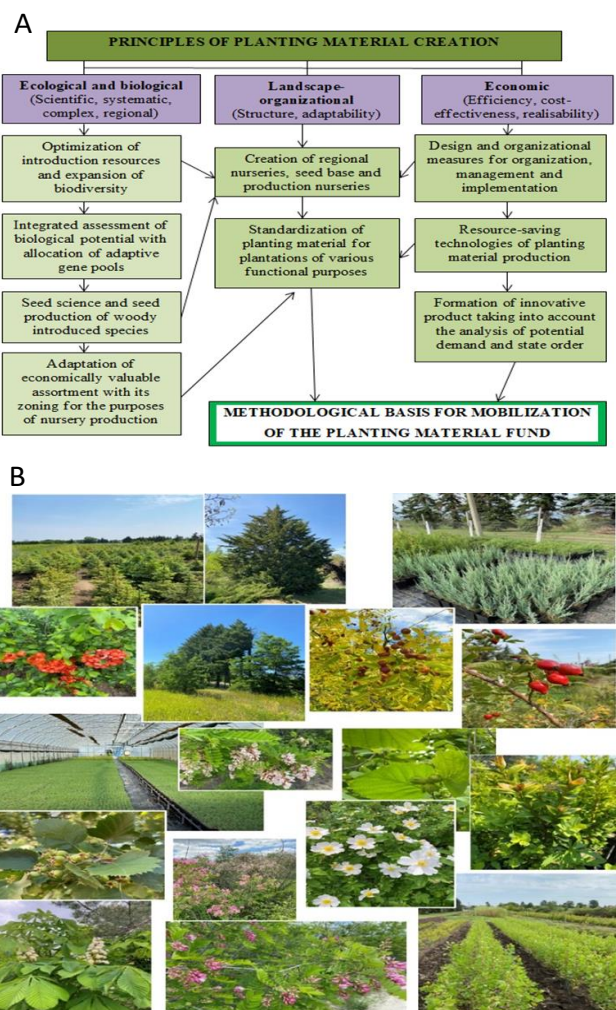 A
PRINCIPLES OF PLANTING MATERIAL CREATION
Ecological and biological
(Scientific, systematic,
complex, regional)
Landscape-
organizational
(Structure, adaptability)
Economic
(Efficiency, cost-
effectiveness, realisability)
Optimization of
introduction resources
and expansion of
biodiversity
Integrated assessment of
biological potential with
allocation of adaptive
gene pools
Seed science and seed
production of woody
introduced species
Adaptation of
economically valuable
assortment with its
zoning for the purposes
of nursery production
Creation of regional
nurseries, seed base and
production nurseries
Standardization of
planting material for
plantations of various
functional purposes
Design and organizational
measures for organization,
management and
implementation
Resource-saving
technologies of planting
material production
Formation of innovative
product taking into account
the analysis of potential
demand and state order
METHODOLOGICAL BASIS FOR MOBILIZATION
OF THE PLANTING MATERIAL FUND
B